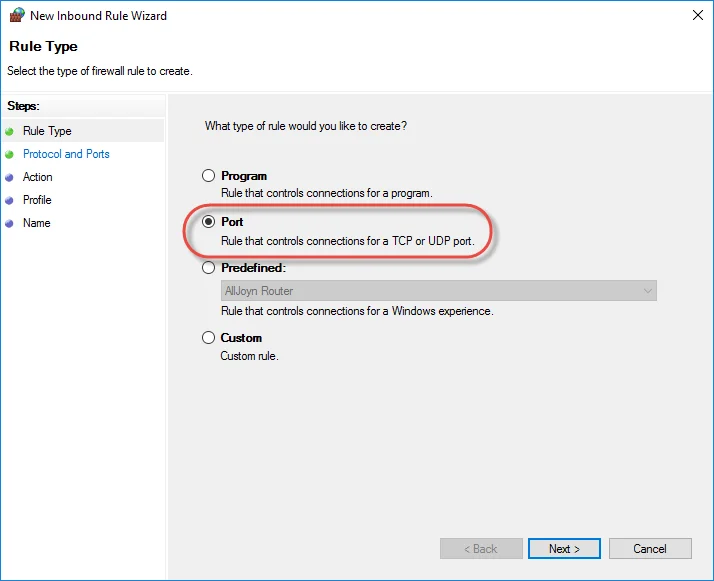 New Inbound Rule Wizard
Rule Type
Select the type of firewall rule to create.
Steps:
Rule Type
Protocol and Ports
Action
Profile
Name
What type of rule would you like to create?
Program
Rule that controls connections for a program.
Port
Rule that controls connections for a TCP or UDP port.
Predefined:
AllJoyn Router
Rule that controls connections for a Windows experience.
Custom
Custom rule.
< Back
Next >
Cancel